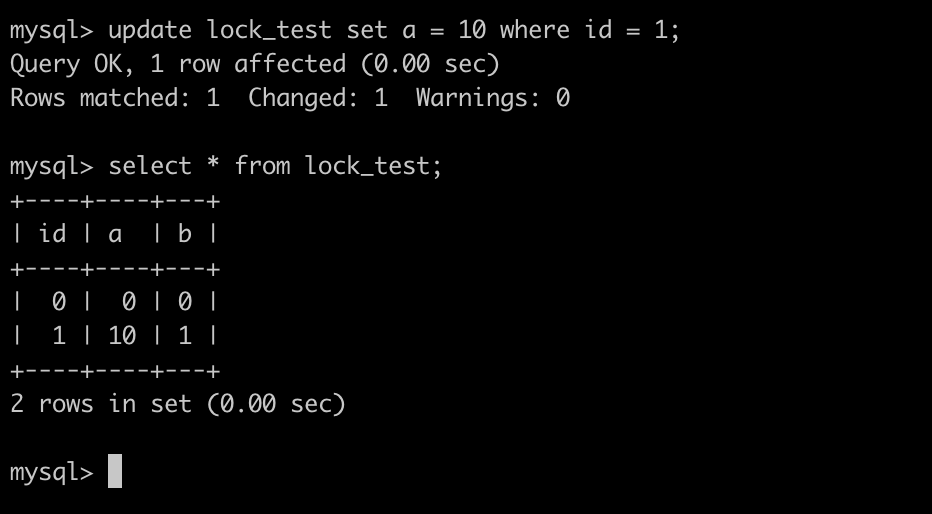 mysql> update lock_test set a = 10 where id = 1;
Query OK, 1 row affected (0.00 sec)
Rows matched: 1  Changed: 1  Warnings: 0
mysql> select * from lock_test;
+----+----+---+
| id | a  | b |
+----+----+---+
|  0 |  0 | 0 |
|  1 | 10 | 1 |
+----+----+---+
2 rows in set (0.00 sec)
mysql>